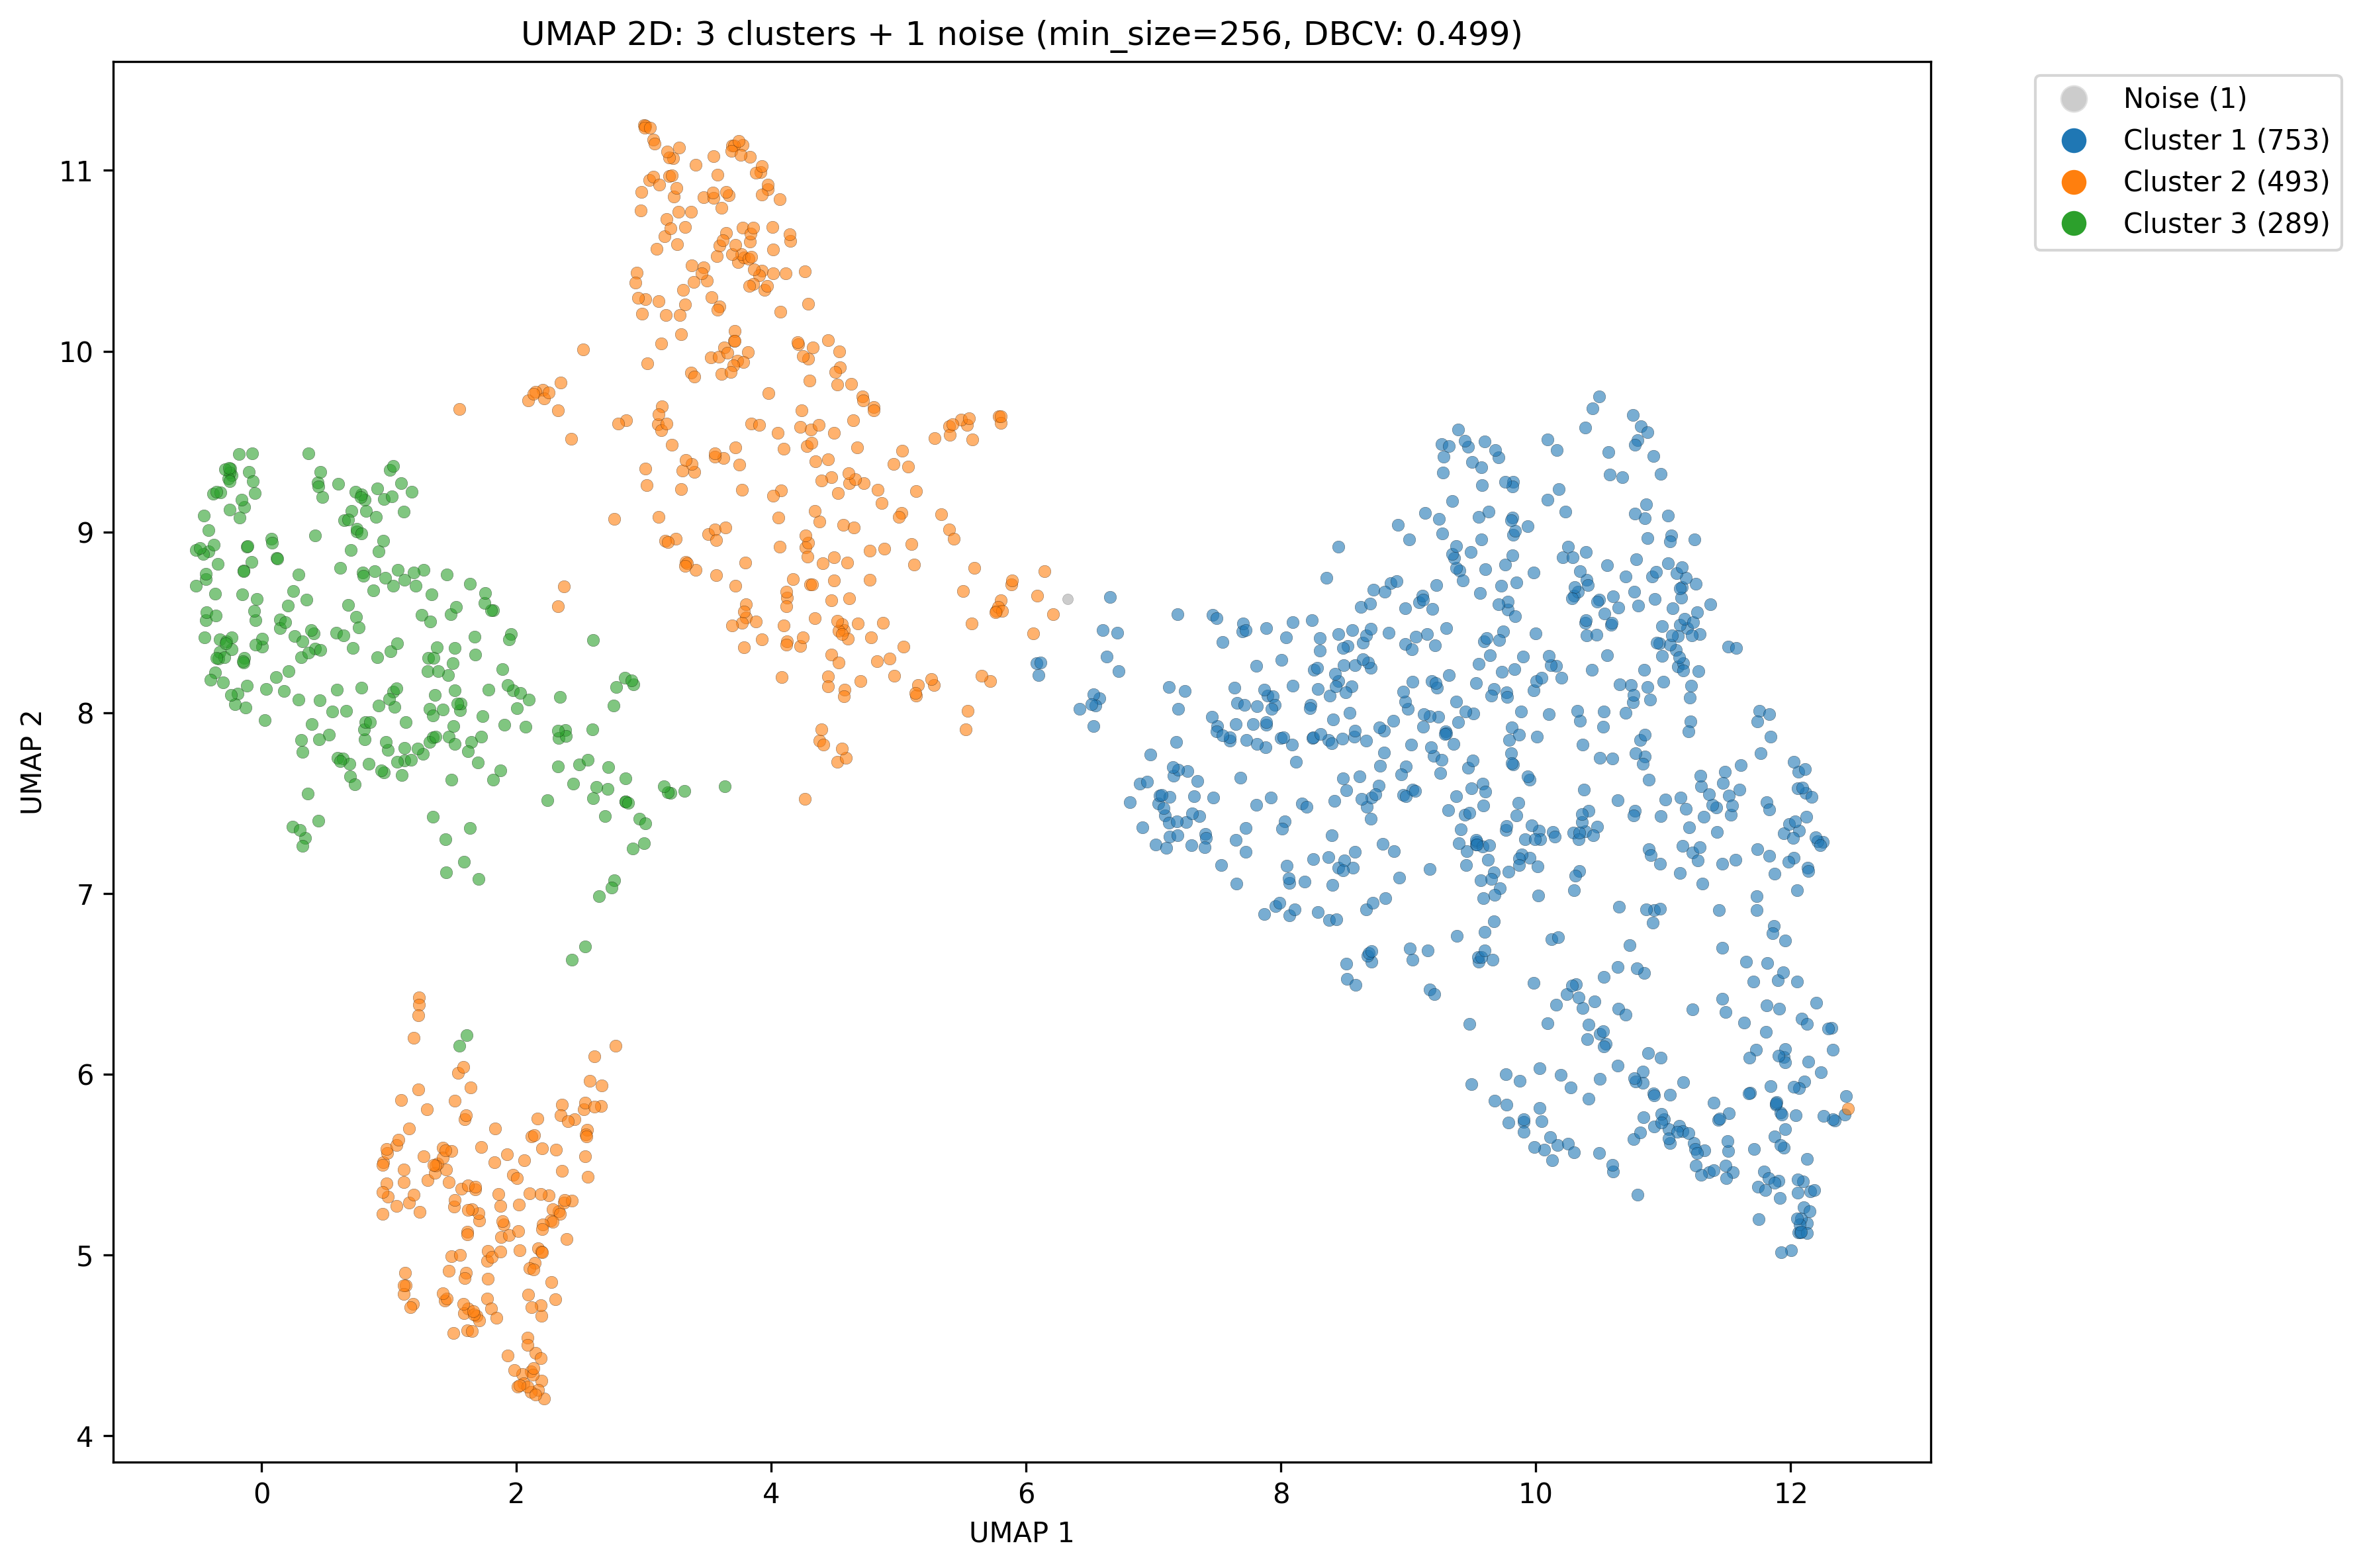 UMAP 2D: 3 clusters + 1 noise (min_size=256, DBCV: 0.499)
Noise (1)
Cluster 1 (753)
Cluster 2 (493)
Cluster 3 (289)
UMAP 2
11
10
9
8
7
6
5
4
0
2
4
6
8
10
12
UMAP 1